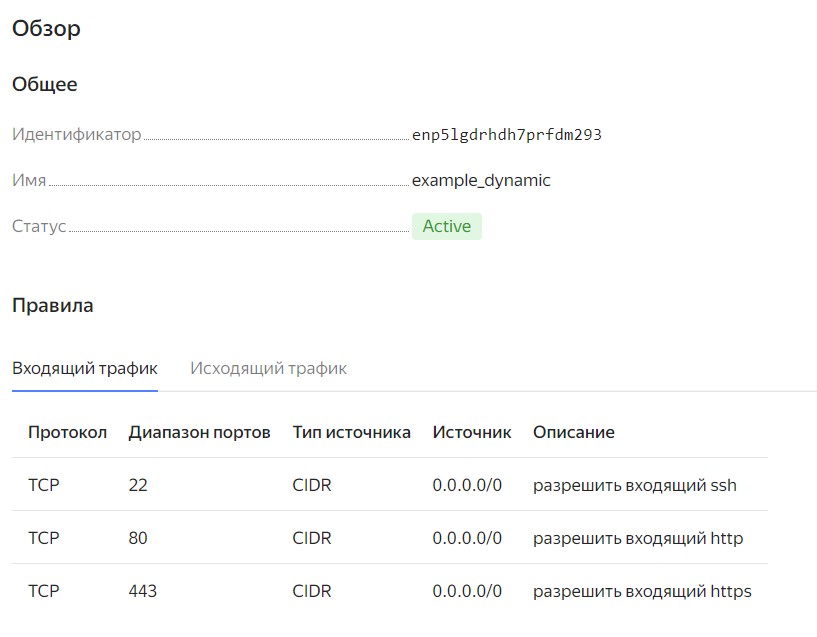 Обзор
Общее
Идентификатор enp5lgdrhdh7prfdm293
Имя example_dynamic
Статус Active
Правила
Входящий трафик Исходящий трафик
Протокол Диапазон портов Тип источника Источник Описание
TCP 22 CIDR 0.0.0.0/0 разрешить входящий ssh
TCP 80 CIDR 0.0.0.0/0 разрешить входящий http
TCP 443 CIDR 0.0.0.0/0 разрешить входящий https